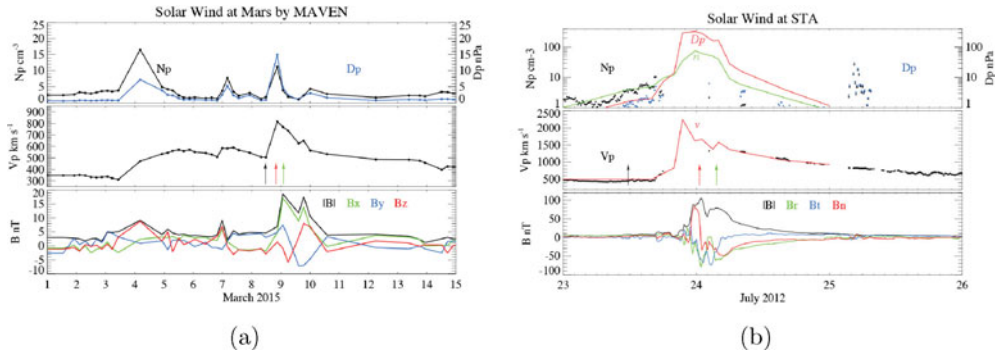 Solar Wind at Mars by MAVEN
Np cm-3
25
20
15
10
5
0
Np
Dp
25
20
15
10
5
0
Dp nPa
Vp km s-1
900
800
700
600
500
400
300
B nT
20
15
10
5
0
-5
-10
|B| Bx By Bz
1 2 3 4 5 6 7 8 9 10 11 12 13 14 15
March 2015
(a)
Solar Wind at STA
Np cm-3
100
10
1
Np
Dp
n
Dp
100
10
1
Dp nPa
Vp km s-1
2500
2000
1500
1000
500
Vp
v
B nT
100
50
0
-50
-100
|B| Br Bt Bn
23 24 25 26
July 2012
(b)